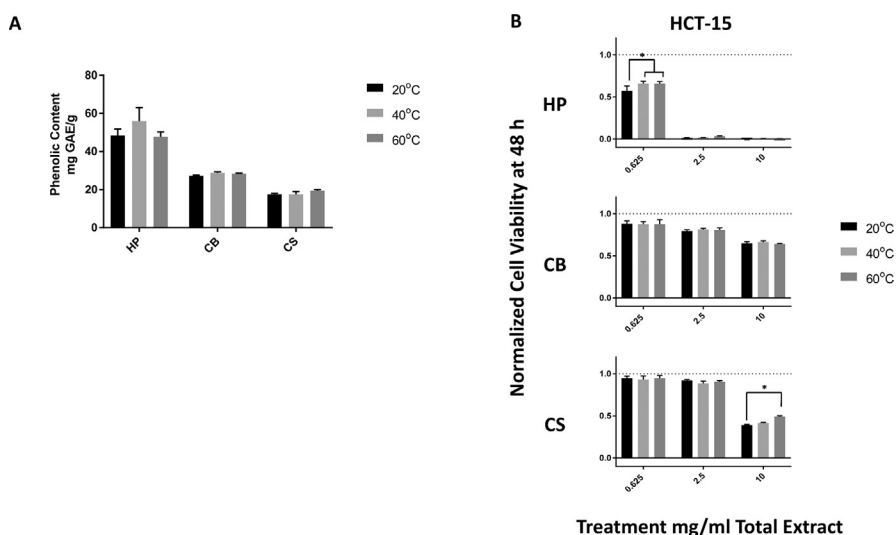 A
Phenolic Content
mg GAE/g
80
60
40
20
0
HP
CB
CS
20°C
40°C
60°C
B
HCT-15
Normalized Cell Viability at 48 h
HP
1.0
0.5
0.0
*
0.625
2.5
10
CB
1.0
0.5
0.0
0.625
2.5
10
20°C
40°C
60°C
CS
1.0
0.5
0.0
*
0.625
2.5
10
Treatment mg/ml Total Extract